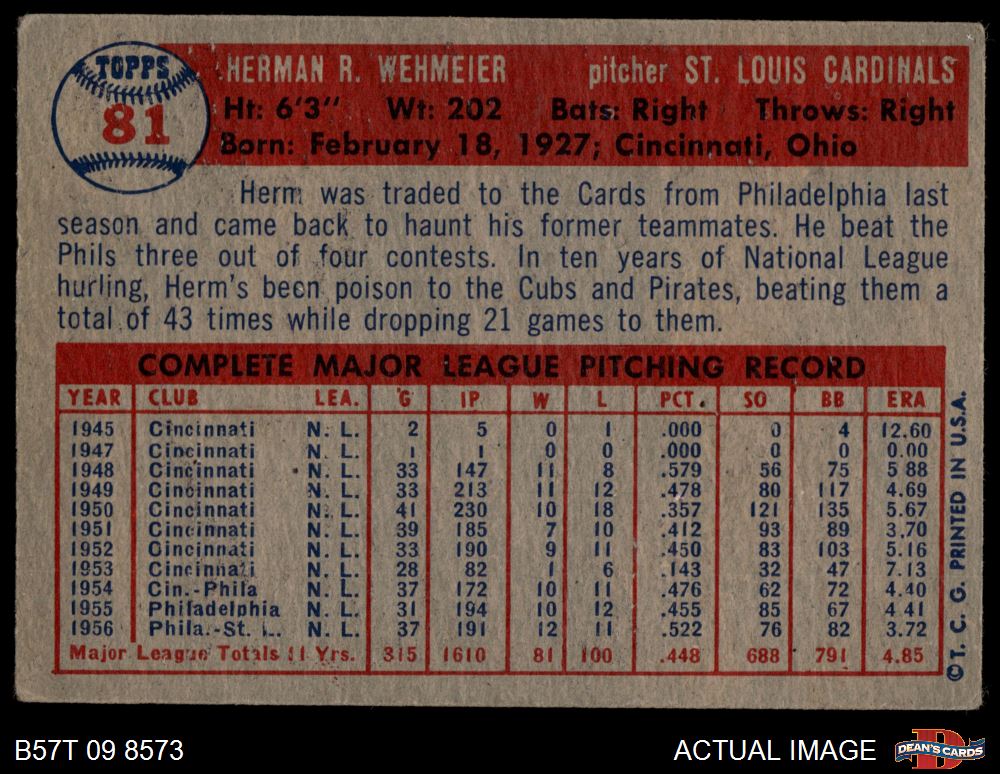 TOPPS
81
HERMAN R. WEHMEIER pitcher ST. LOUIS CARDINALS
Ht: 6'3" Wt: 202 Bats: Right Throws: Right
Born: February 18, 1927; Cincinnati, Ohio
Herm was traded to the Cards from Philadelphia last
season and came back to haunt his former teammates. He beat the
Phils three out of four contests. In ten years of National League
hurling, Herm's been poison to the Cubs and Pirates, beating them a
total of 43 times while dropping 21 games to them.
COMPLETE MAJOR LEAGUE PITCHING RECORD
YEAR CLUB LEA. G IP W L PCT. SO BB ERA
1945 Cincinnati N. L. 2 5 0 1 .000 0 4 12.60
1947 Cincinnati N. L. 1 1 0 0 .000 0 0 0.00
1948 Cincinnati N. L. 33 147 11 8 .579 56 75 5.88
1949 Cincinnati N. L. 33 213 11 12 .478 80 117 4.69
1950 Cincinnati N. L. 41 230 10 18 .357 121 135 5.67
1951 Cincinnati N. L. 39 185 7 10 .412 93 89 3.70
1952 Cincinnati N. L. 33 190 9 11 .450 83 103 5.16
1953 Cincinnati N. L. 28 82 1 6 .143 32 47 7.13
1954 Cin.-Phila N. L. 37 172 10 11 .476 62 72 4.40
1955 Philadelphia N. L. 31 194 10 12 .455 85 67 4.41
1956 Phila.-St. L. N. L. 37 191 12 11 .522 76 82 3.72
Major League Totals 11 Yrs. 315 1610 81 100 .448 688 791 4.85
©T. C. G. PRINTED IN U.S.A.
B57T 09 8573 ACTUAL IMAGE
D
DEAN'S CARDS